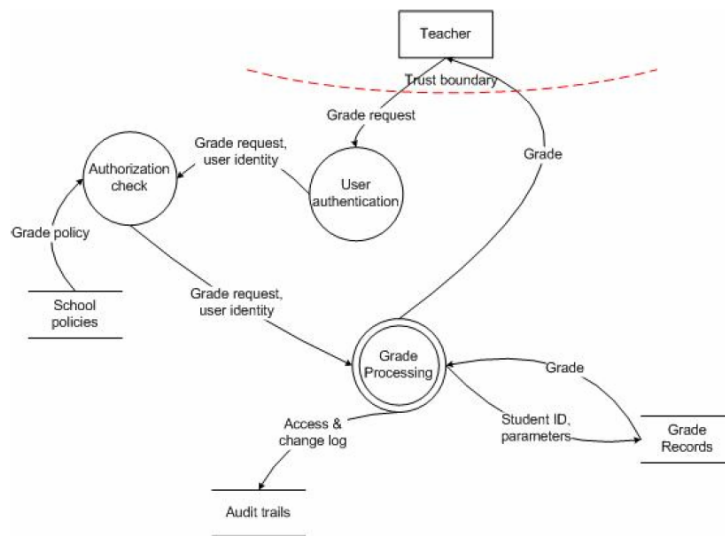 Teacher
Trust boundary
Grade request
Grade request,
user identity
User
authentication
Authorization
check
Grade
Grade policy
School
policies
Grade request,
user identity
Grade
Processing
Grade
Access &
change log
Student ID,
parameters
Grade
Records
Audit trails